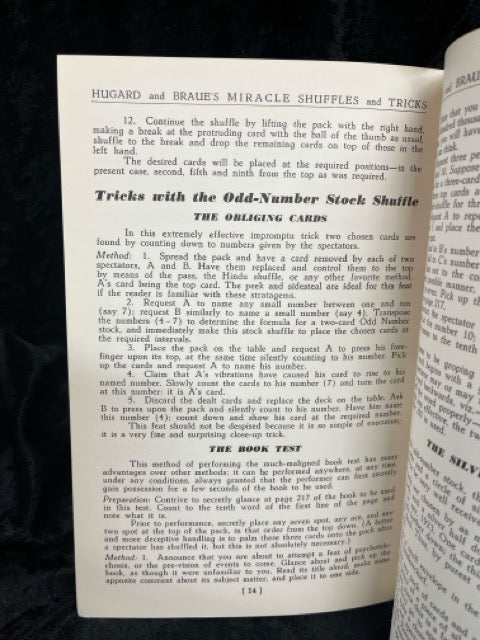 HUGARD and BRAUE'S MIRACLE SHUFFLES and TRICKS
12. Continue the shuffle by lifting the pack with the right hand,
making a break at the protruding card with the ball of the thumb as usual,
shuffle to the break and drop the remaining cards on top of those in the
left hand.
The desired cards will be placed at the required positions—in the
present case, second, fifth and ninth from the top as was required.
Tricks with the Odd-Number Stock Shuffle
THE OBLIGING CARDS
In this extremely effective impromptu trick two chosen cards are
found by counting down to numbers given by the spectators.
Method: 1. Spread the pack and have a card removed by each of two
spectators, A and B. Have them replaced and control them to the top
by means of the pass, the Hindu shuffle, or any other favorite method,
A's card being the top card. The peek and sidesteal are ideal for this feat
if the reader is familiar with these stratagems.
2. Request A to name any small number between one and ten
(say 7); request B similarly to name a small number (say 4). Transpose
the numbers (4-7) to determine the formula for a two-card Odd Number
stock, and immediately make this stock shuffle to place the chosen cards at
the required intervals.
3. Place the pack on the table and request A to press his fore-
finger upon its top, at the same time silently counting to his number. Pick
up the cards and request A to name his number.
4. Claim that A's vibrations have caused his card to rise to his
named number. Slowly count the cards to his number (7) and turn the card
at this number: it is A's card.
5. Discard the dealt cards and replace the deck on the table. Ask
B to press upon the pack and silently count to his number. Have him name
this number (4); count down and show his card at the required number.
This feat should not be despised because it is so simple of execution;
it is a very fine and surprising close-up trick.
THE BOOK TEST
This method of performing the much-maligned book test has many
advantages over other methods: it can be performed anywhere, at any time,
under any conditions, always granted that the performer can first secretly
gain possession for a few seconds of the book to be used.
Preparation: Contrive to secretly glance at page 217 of the book to be used
in this test. Count to the tenth word of the first line of the page and
note what it is.
Prior to performance, secretly place any seven spot, any ace, and any
two spot at the top of the pack, in that order from the top down. (A better
and more deceptive handling is to palm these three cards onto the pack after
a spectator has shuffled it, but this is not absolutely necessary.)
Method: 1. Announce that you are about to attempt a feat of
or the pre-vision of events to come. Glance about and pick up the
book, as though it were unfamiliar to you. Read its title aloud, make some
apposite comment about its subject matter, and place it to one side.
[14]